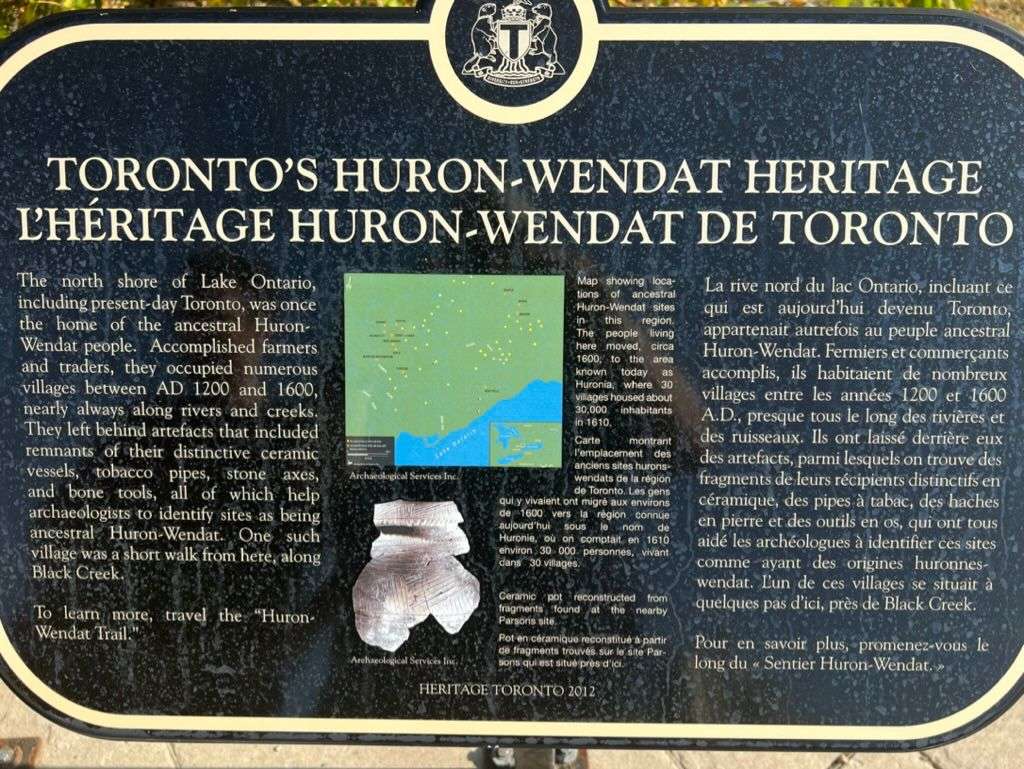 T
DIVERSITY OUR STRENGTH
TORONTO'S HURON-WENDAT HERITAGE
L'HÉRITAGE HURON-WENDAT DE TORONTO
The north shore of Lake Ontario,
including present-day Toronto, was once
the home of the ancestral Huron-
Wendat people. Accomplished farmers
and traders, they occupied numerous
villages between AD 1200 and 1600,
nearly always along rivers and creeks.
They left behind artefacts that included
remnants of their distinctive ceramic
vessels, tobacco pipes, stone axes,
and bone tools, all of which help
archaeologists to identify sites as being
ancestral Huron-Wendat. One such
village was a short walk from here, along
Black Creek.
To learn more, travel the "Huron-
Wendat Trail."
Lake Ontario
Archaeological Services Inc.
Archaeological Services Inc.
Map showing loca-
tions of ancestral
Huron-Wendat sites
in this region.
The people living
here moved, circa
1600, to the area
known today as
Huronia, where 30
villages housed about
30,000 inhabitants
in 1610.
Carte montrant
l'emplacement des
anciens sites hurons-
wendats de la région
de Toronto. Les gens
qui y vivaient ont migré aux environs
de 1600 vers la région connue
aujourd'hui sous le nom de
Huronie, où on comptait en 1610
environ 30 000 personnes, vivant
dans 30 villages.
Ceramic pot reconstructed from
fragments found at the nearby
Parsons site.
Pot en céramique reconstitué à partir
de fragments trouvés sur le site Par-
sons qui est situé près d'ici.
La rive nord du lac Ontario, incluant ce
qui est aujourd'hui devenu Toronto,
appartenait autrefois au peuple ancestral
Huron-Wendat. Fermiers et commerçants
accomplis, ils habitaient de nombreux
villages entre les années 1200 et 1600
A.D., presque tous le long des rivières et
des ruisseaux. Ils ont laissé derrière eux
des artefacts, parmi lesquels on trouve des
fragments de leurs récipients distinctifs en
céramique, des pipes à tabac, des haches
en pierre et des outils en os, qui ont tous
aidé les archéologues à identifier ces sites
comme ayant des origines huronnes-
wendat. L'un de ces villages se situait à
quelques pas d'ici, près de Black Creek.
Pour en savoir plus, promenez-vous le
long du « Sentier Huron-Wendat. »
HERITAGE TORONTO 2012